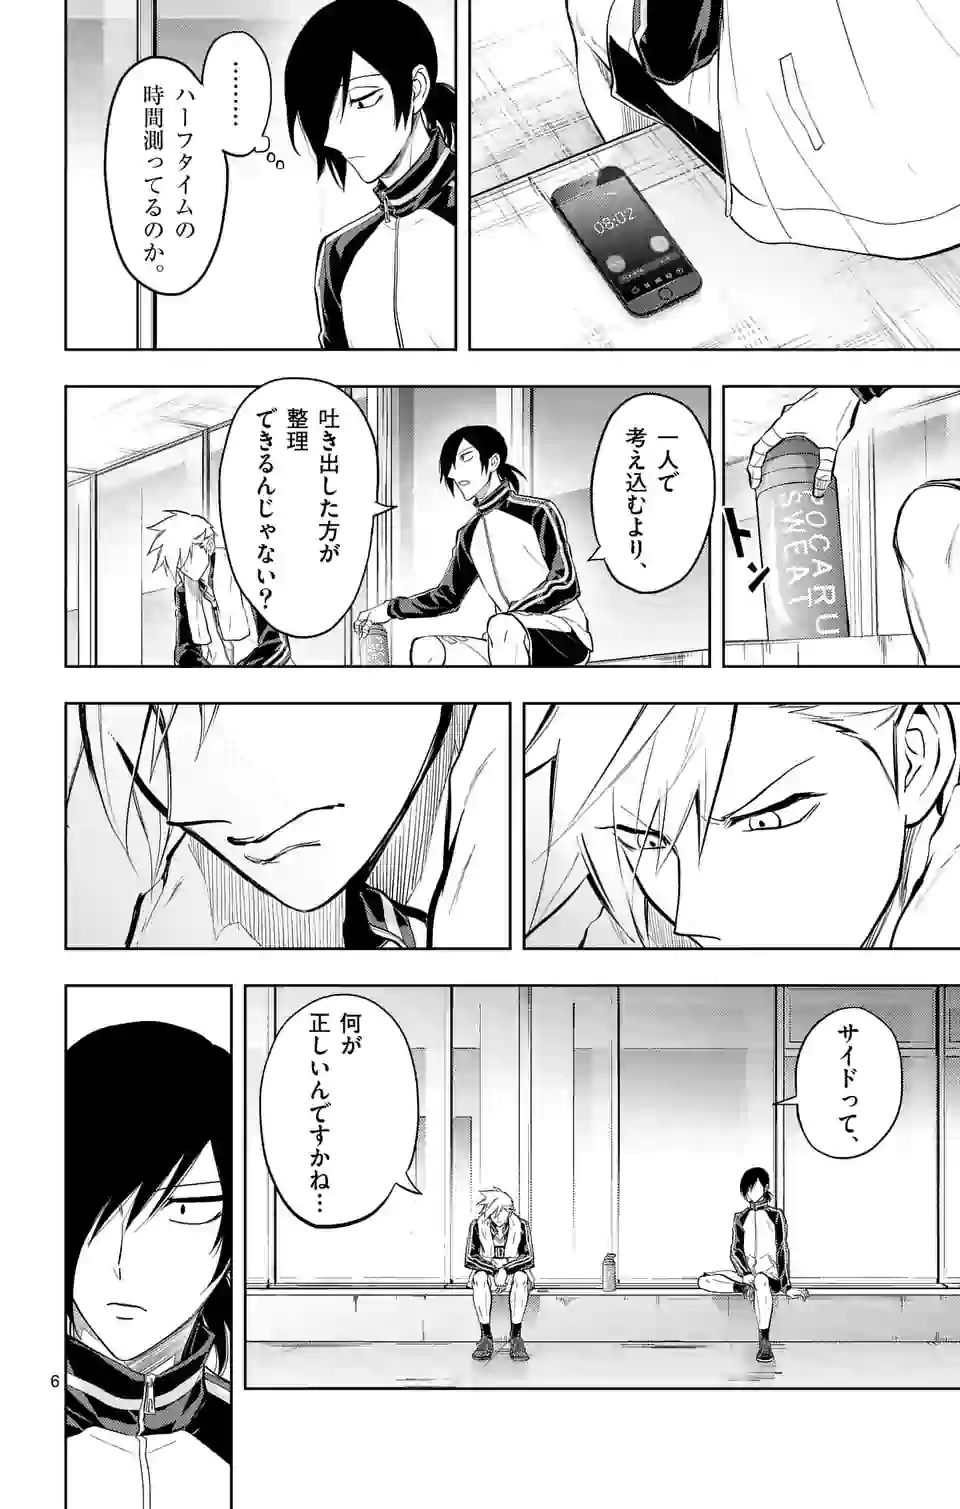 08:02
………
ハーフタイムの
時間測ってるのか。
POCARU
SWEAT
トン
一人で
考え込むより、
吐き出した方が
整理
できるんじゃない？
サイドって、
何が
正しいんですかね…
6